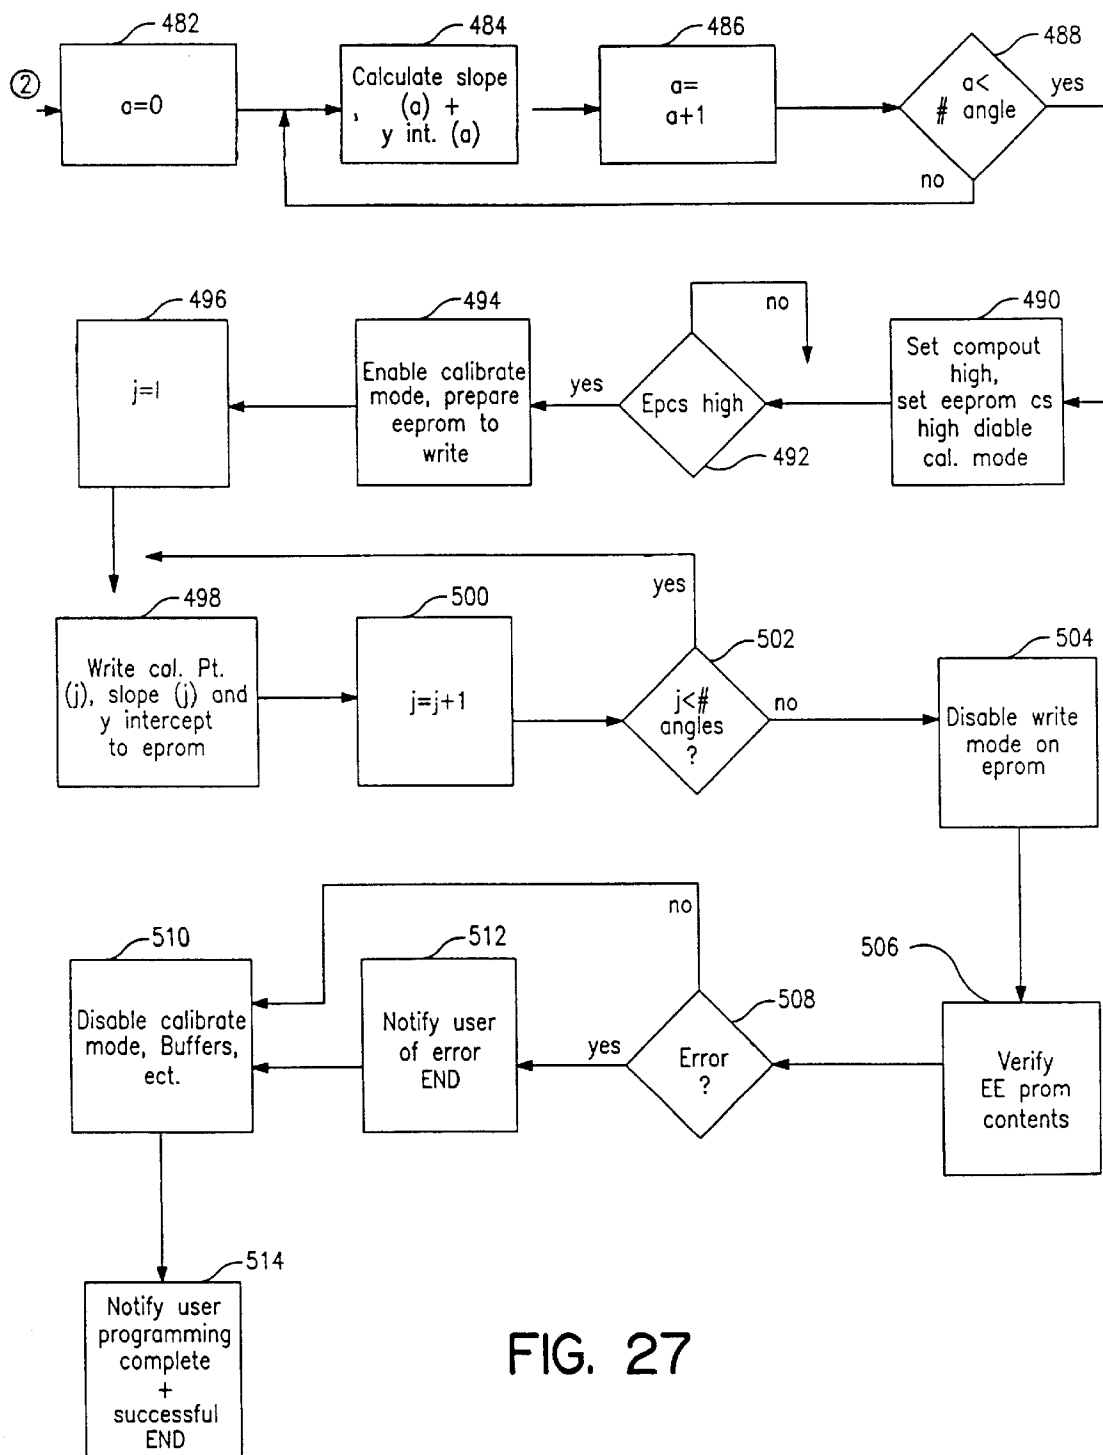 482
484
486
488
②
a=0
Calculate slope
, (a) +
y int. (a)
a=
a+1
a<
# angle
yes
no
496
494
no
490
j=1
Enable calibrate
mode, prepare
eeprom to
write
yes
Epcs high
492
Set compout
high,
set eeprom cs
high diable
cal. mode
yes
498
500
502
504
Write cal. Pt.
(j), slope (j) and
y intercept
to eprom
j=j+1
j<#
angles
?
no
Disable write
mode on
eprom
no
510
512
508
506
Disable calibrate
mode, Buffers,
ect.
Notify user
of error
END
yes
Error
?
Verify
EE prom
contents
514
Notify user
programming
complete
+
successful
END
FIG. 27